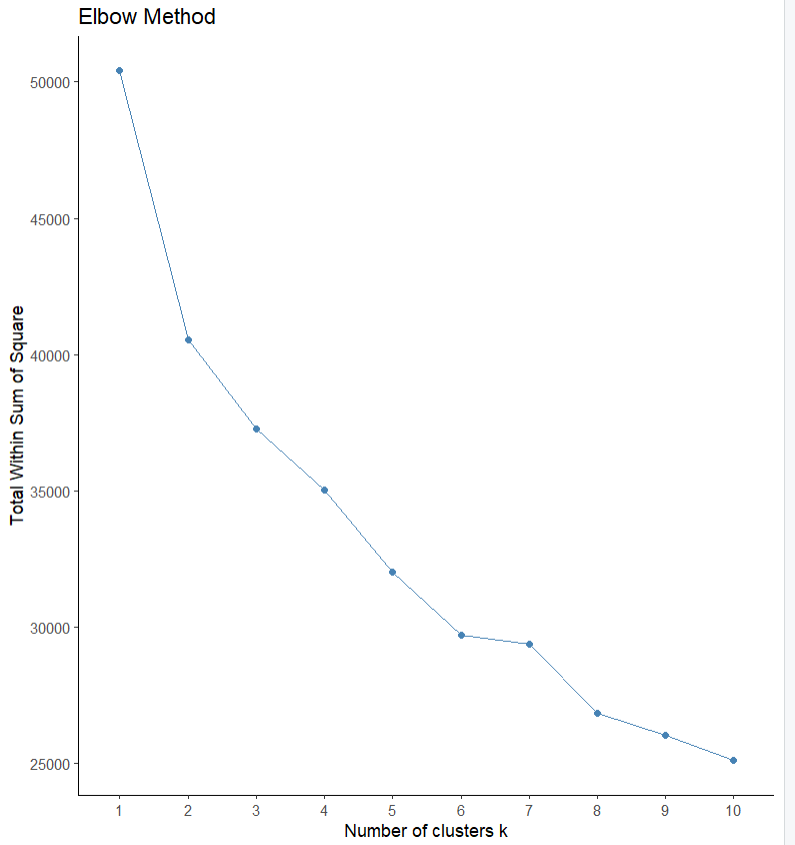 Elbow Method
Total Within Sum of Square
50000
45000
40000
35000
30000
25000
1 2 3 4 5 6 7 8 9 10
Number of clusters k